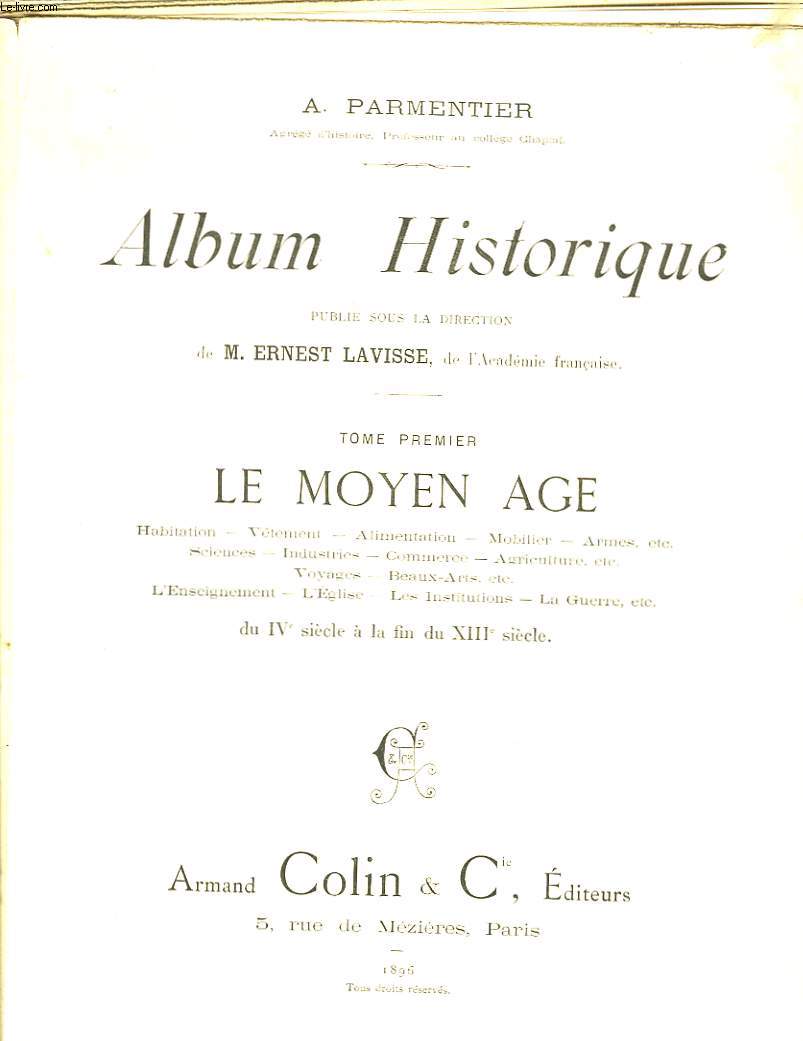 Le-livre.com
A. PARMENTIER
Agrégé d'histoire, Professeur au collège Chaptal.
Album Historique
PUBLIÉ SOUS LA DIRECTION
de M. ERNEST LAVISSE, de l'Académie française.
TOME PREMIER
LE MOYEN AGE
Habitation — Vêtement — Alimentation — Mobilier — Armes, etc.
Sciences — Industries — Commerce — Agriculture, etc.
Voyages — Beaux-Arts, etc.
L'Enseignement — L'Église — Les Institutions — La Guerre, etc.
du IVe siècle à la fin du XIIIe siècle.
& Cie
Armand Colin & Cie, Éditeurs
5, rue de Mézières, Paris
1896
Tous droits réservés.